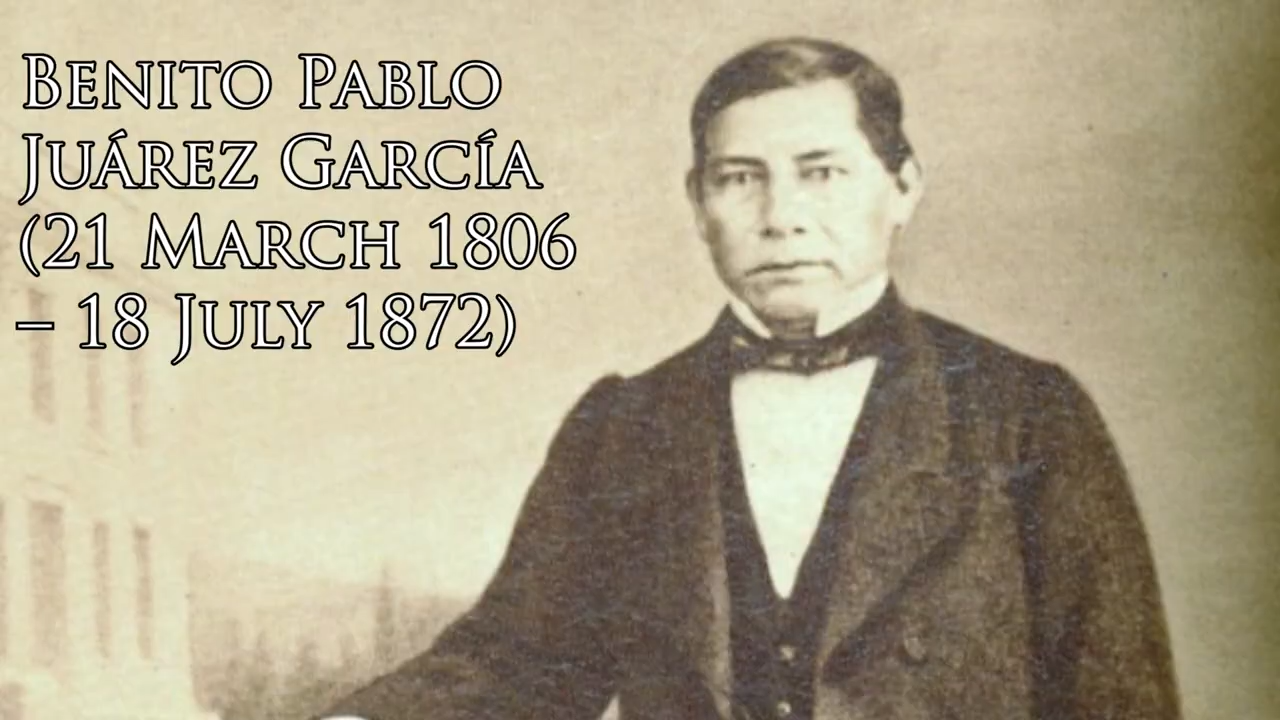 Benito Pablo
Juárez García
(21 March 1806
– 18 July 1872)